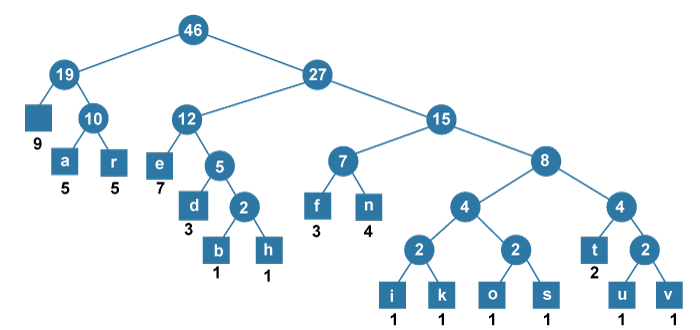 46
19 27
10 12 15
9
a r e 5 7 8
5 5 7
d 2 f n 4 4
3 3 4
b h 2 2 t 2
1 1 2
i k o s u v
1 1 1 1 1 1